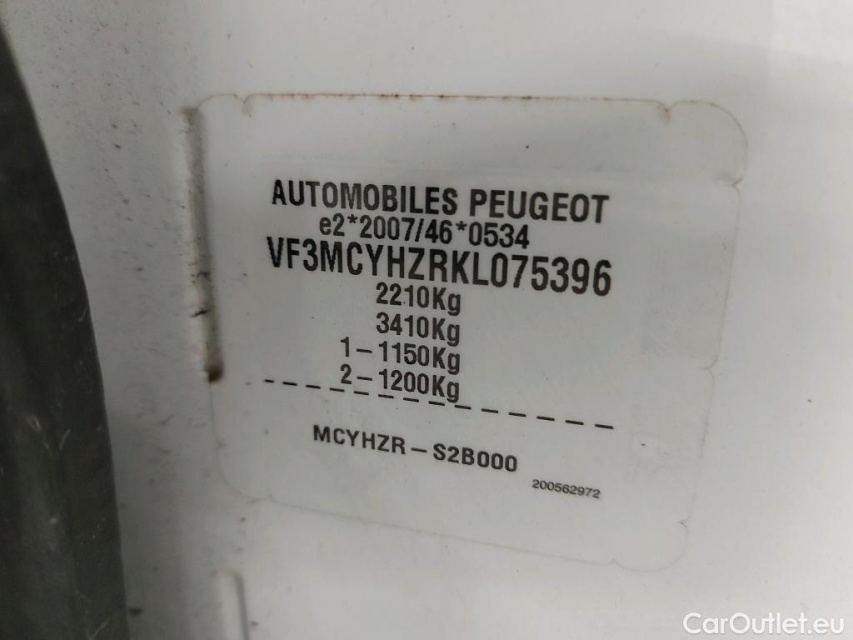 AUTOMOBILES PEUGEOT
e2*2007/46*0534
VF3MCYHZRKL075396
2210Kg
3410Kg
1-1150Kg
2-1200Kg
MCYHZR-S2B000
200562972
CarOutlet.eu